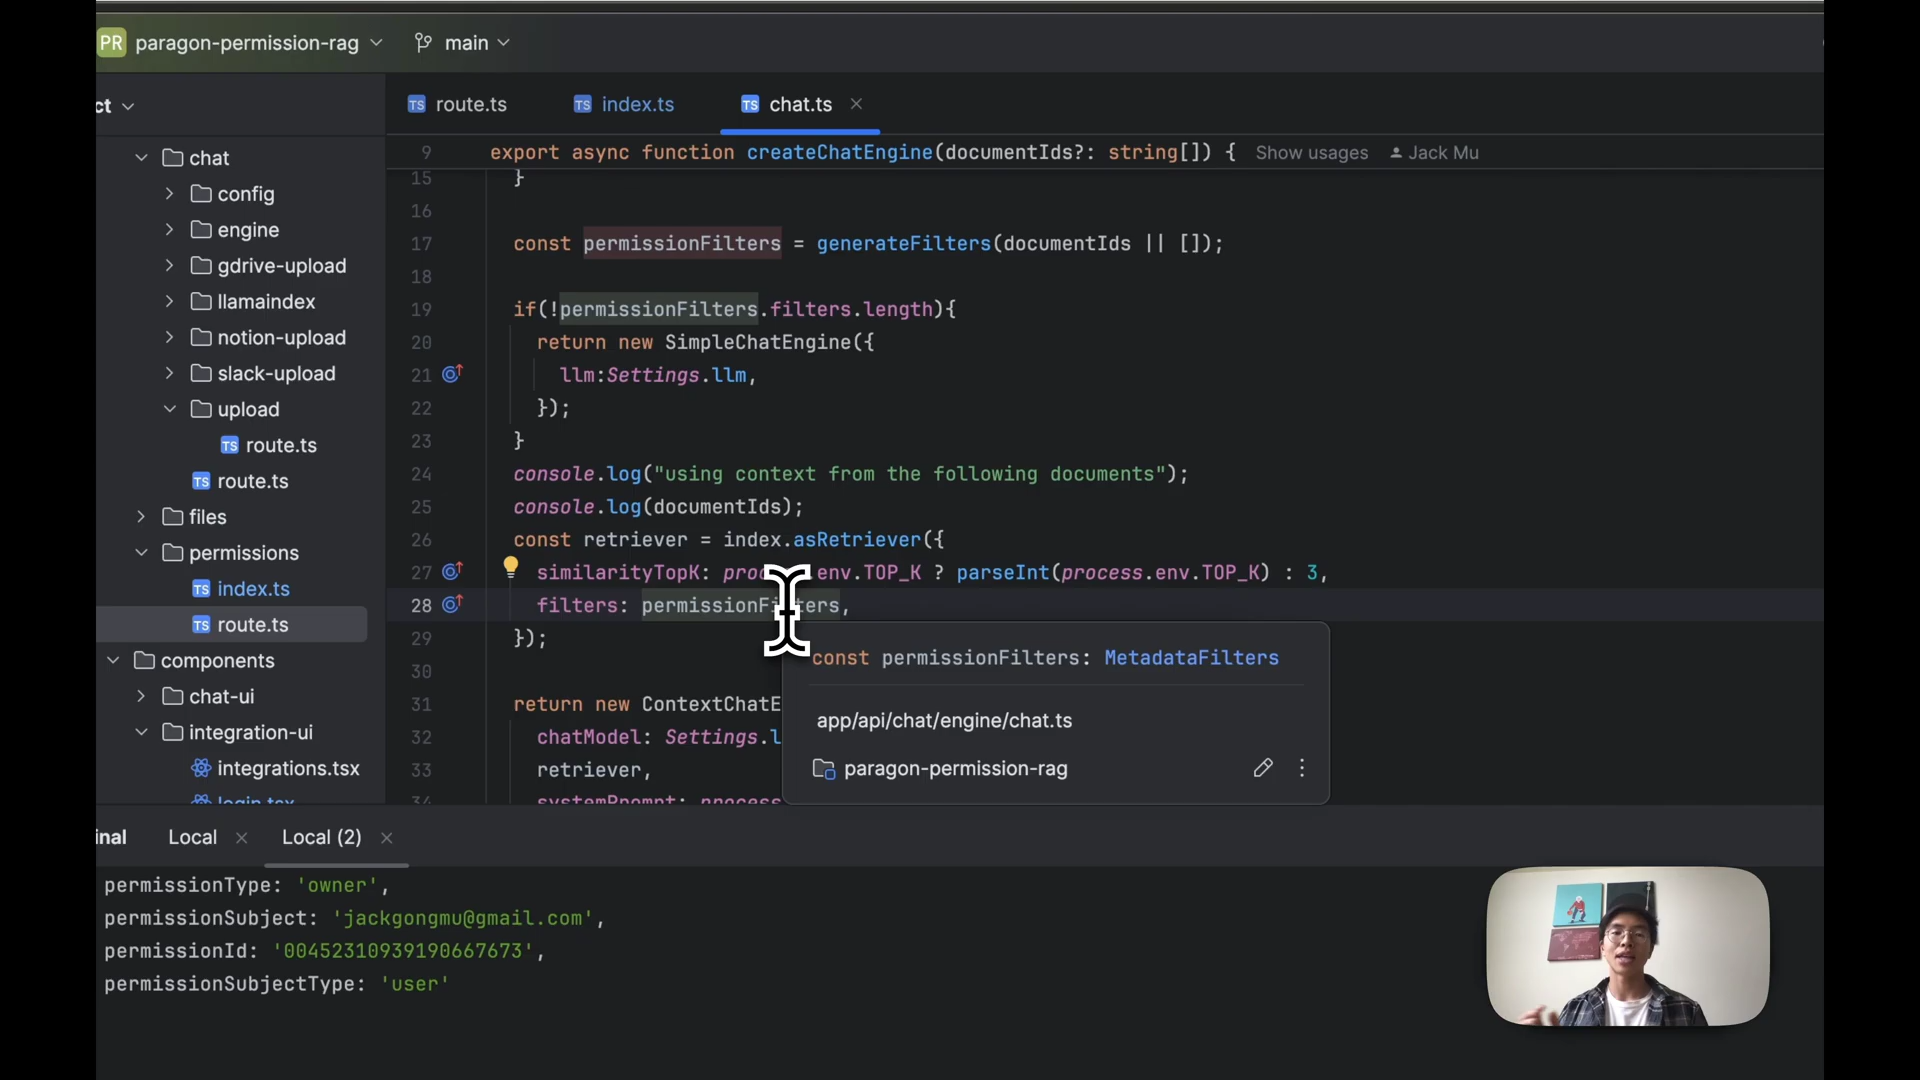 PR paragon-permission-rag main
ct
route.ts index.ts chat.ts
chat
config
engine
gdrive-upload
llamaindex
notion-upload
slack-upload
upload
route.ts
route.ts
files
permissions
index.ts
route.ts
components
chat-ui
integration-ui
integrations.tsx
login.tsx
9 export async function createChatEngine(documentIds?: string[]) { Show usages Jack Mu
15 }
16
17 const permissionFilters = generateFilters(documentIds || []);
18
19 if(!permissionFilters.filters.length){
20 return new SimpleChatEngine({
21 llm:Settings.llm,
22 });
23 }
24 console.log("using context from the following documents");
25 console.log(documentIds);
26 const retriever = index.asRetriever({
27 similarityTopK: process.env.TOP_K ? parseInt(process.env.TOP_K) : 3,
28 filters: permissionFilters,
29 });
30
31 return new ContextChatE
32 chatModel: Settings.l
33 retriever,
34 systemPrompt: process
const permissionFilters: MetadataFilters
app/api/chat/engine/chat.ts
paragon-permission-rag
inal Local Local (2)
permissionType: 'owner',
permissionSubject: 'jackgongmu@gmail.com',
permissionId: '00452310939190667673',
permissionSubjectType: 'user'